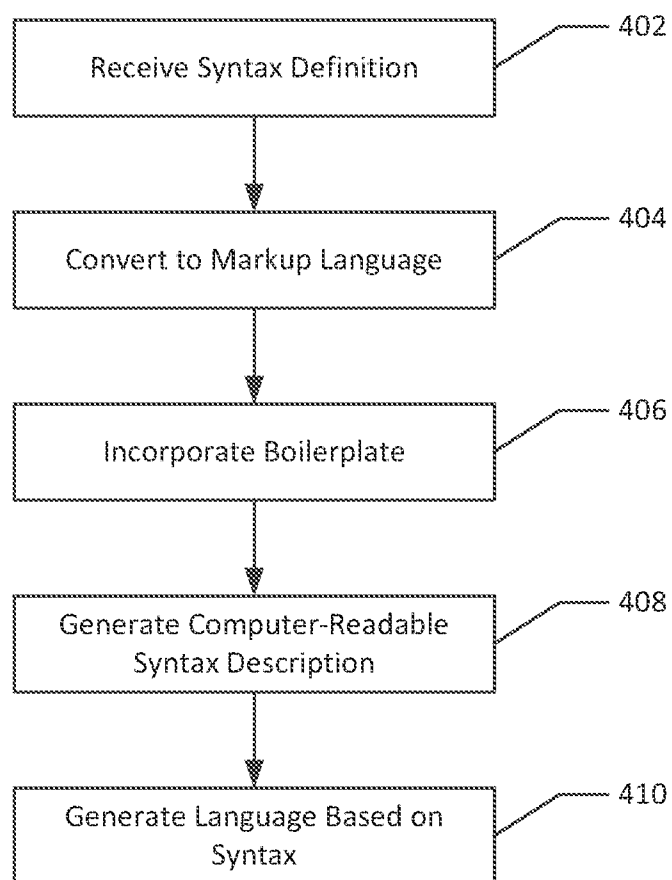 402
Receive Syntax Definition
404
Convert to Markup Language
406
Incorporate Boilerplate
408
Generate Computer-Readable
Syntax Description
410
Generate Language Based on
Syntax